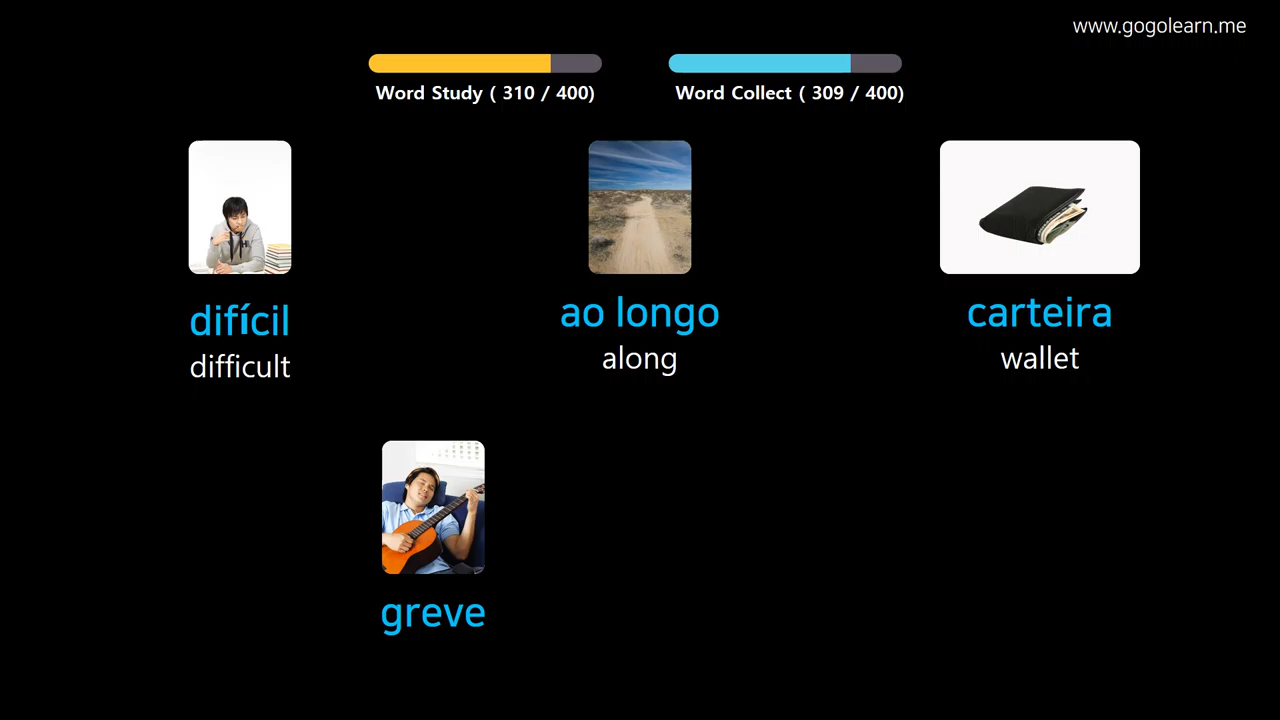 www.gogolearn.me
Word Study ( 310 / 400)
Word Collect ( 309 / 400)
difícil
difficult
ao longo
along
carteira
wallet
greve